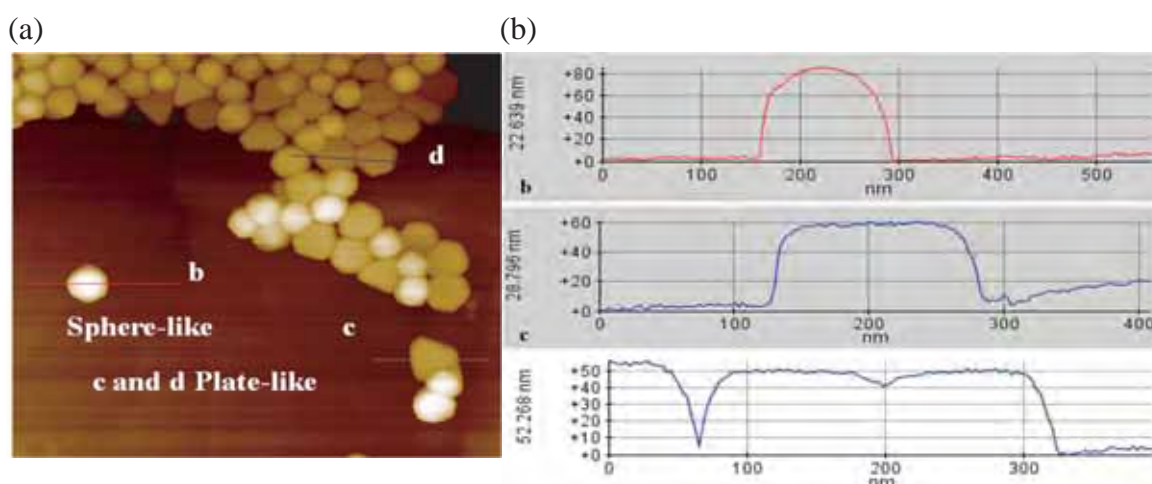 (a)
(b)
d
b
Sphere-like
c
c and d Plate-like
22.639 nm
+80
+60
+40
+20
+0
0 100 200 300 400 500
nm
b
28.796 nm
+60
+40
+20
+0
0 100 200 300 400
nm
c
52.268 nm
+50
+40
+30
+20
+10
+0
0 100 200 300
nm